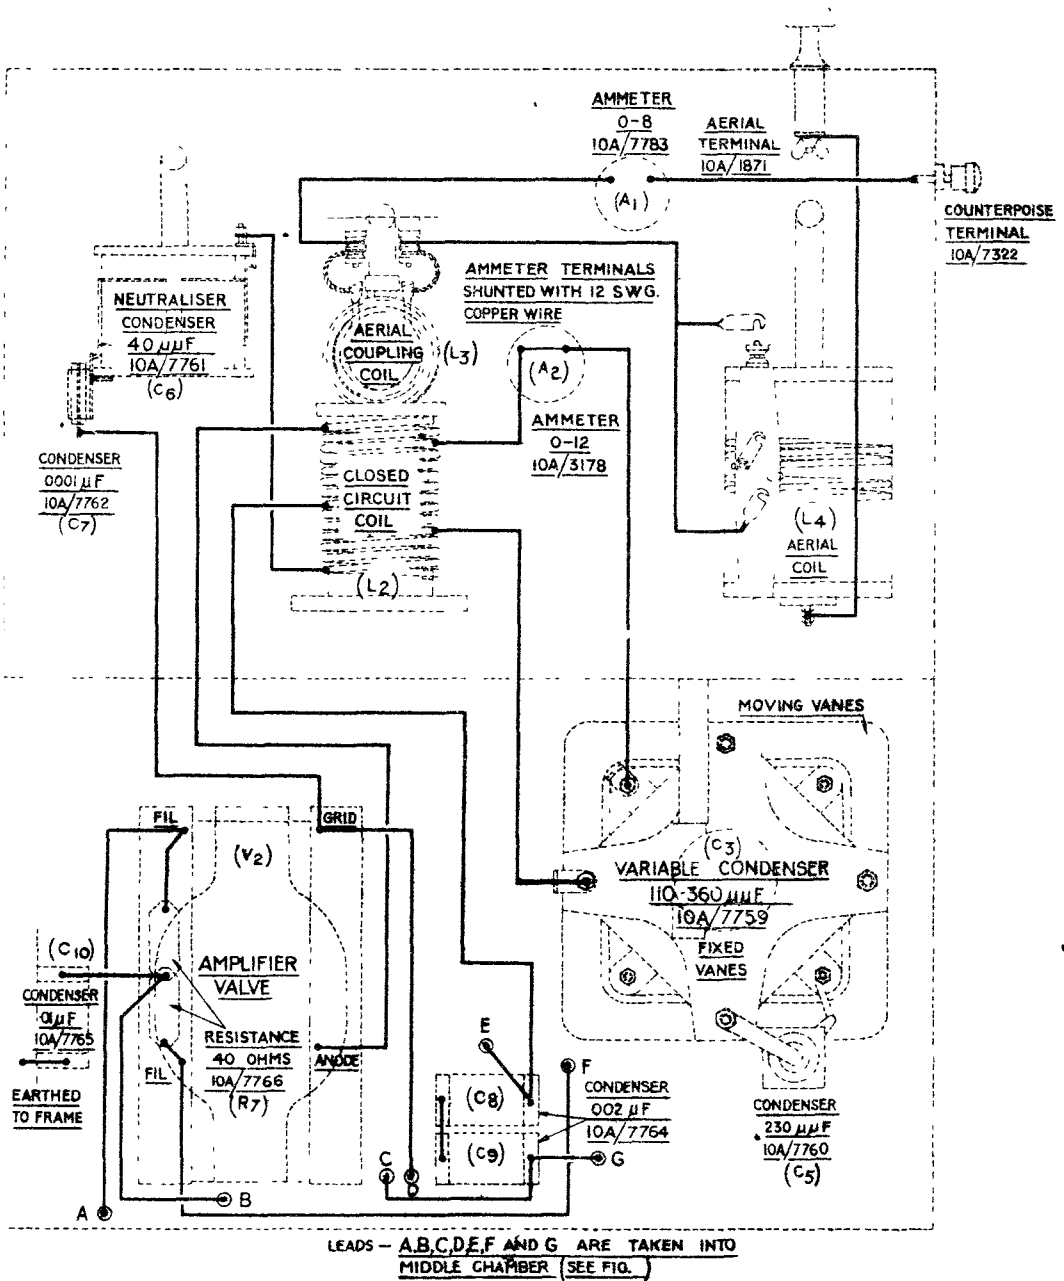 AMMETER
0-8
10A/7783
(A1)
AERIAL
TERMINAL
10A/1871
COUNTERPOISE
TERMINAL
10A/7322
NEUTRALISER
CONDENSER
40 μμF
10A/7761
(C6)
AERIAL
COUPLING
COIL
(L3)
AMMETER TERMINALS
SHUNTED WITH 12 SWG.
COPPER WIRE
(A2)
AMMETER
0-12
10A/3178
CONDENSER
0001 μF
10A/7762
(C7)
CLOSED
CIRCUIT
COIL
(L2)
(L4)
AERIAL
COIL
MOVING VANES
FIL
GRID
(V2)
(C3)
VARIABLE CONDENSER
110-360 μμF
10A/7759
FIXED
VANES
(C10)
CONDENSER
.01μF
10A/7765
EARTHED
TO FRAME
AMPLIFIER
VALVE
RESISTANCE
40 OHMS
10A/7766
(R7)
FIL
ANODE
E
F
(C8)
(C9)
CONDENSER
.002 μF
10A/7764
G
CONDENSER
230 μμF
10A/7760
(C5)
A
B
C
D
LEADS – A,B,C,D,E,F AND G ARE TAKEN INTO
MIDDLE CHAMBER (SEE FIG. )